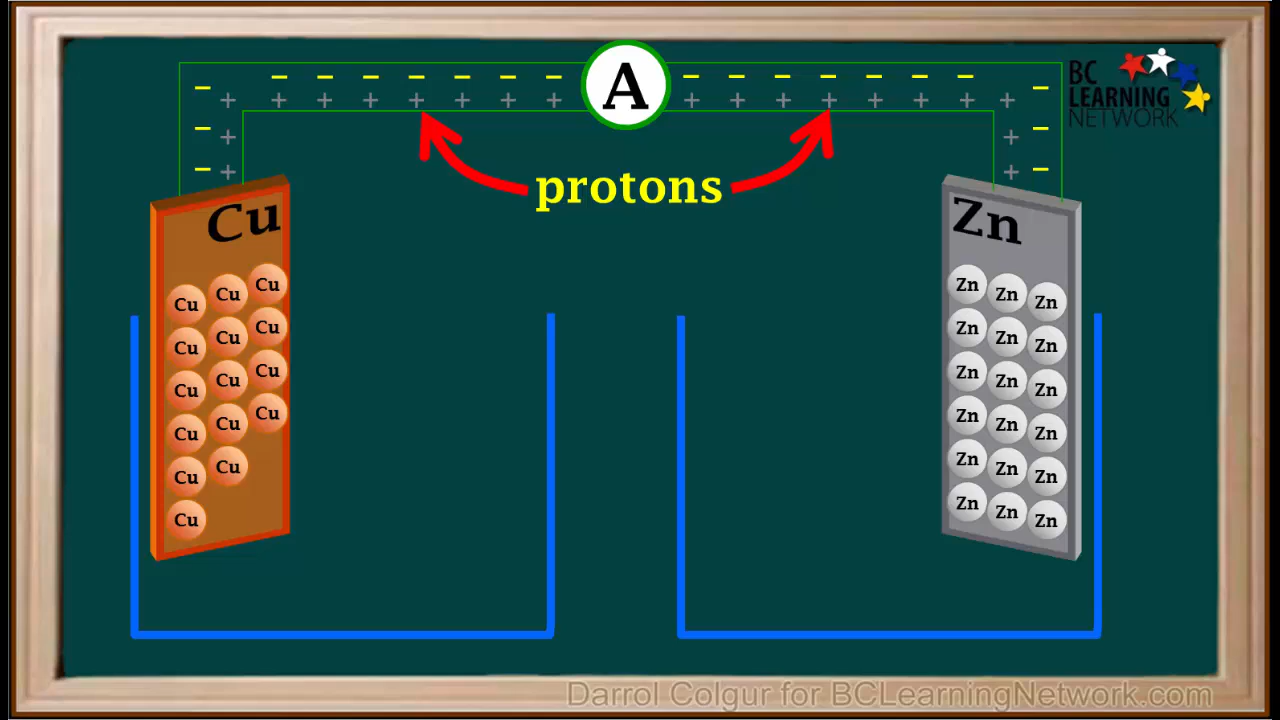 A
BC
LEARNING
NETWORK
protons
Cu
Zn
Cu Cu Cu
Cu Cu Cu
Cu Cu Cu
Cu Cu Cu
Cu Cu
Cu
Zn Zn Zn
Zn Zn Zn
Zn Zn Zn
Zn Zn Zn
Zn Zn Zn
Zn Zn Zn
Darrol Colgur for BCLearningNetwork.com